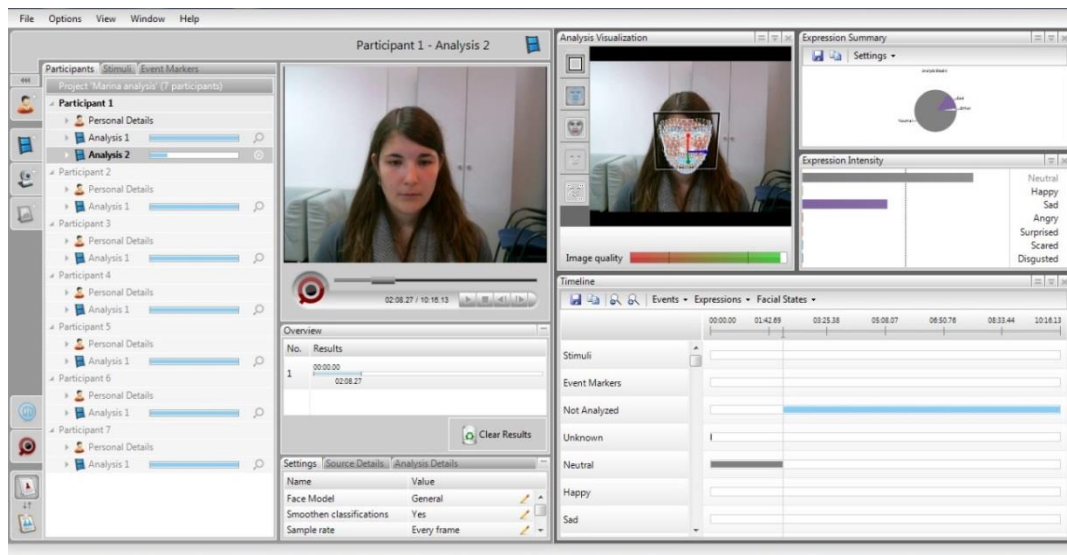 File Options View Window Help
Participant 1 - Analysis 2
Participants Stimuli Event Markers
Project 'Marina analysis' (7 participants)
Participant 1
Personal Details
Analysis 1
Analysis 2
Participant 2
Personal Details
Analysis 1
Participant 3
Personal Details
Analysis 1
Participant 4
Personal Details
Analysis 1
Participant 5
Personal Details
Analysis 1
Participant 6
Personal Details
Analysis 1
Participant 7
Personal Details
Analysis 1
02:08.27 / 10:16.13
Overview
No. Results
1 00:00.00
02:08.27
Clear Results
Settings Source Details Analysis Details
Name Value
Face Model General
Smoothen classifications Yes
Sample rate Every frame
Analysis Visualization
Image quality
Expression Summary
Settings
Expression Intensity
Neutral
Happy
Sad
Angry
Surprised
Scared
Disgusted
Timeline
Events Expressions Facial States
00:00.00 01:42.69 03:25.38 05:08.07 06:50.76 08:33.44 10:16.13
Stimuli
Event Markers
Not Analyzed
Unknown
Neutral
Happy
Sad